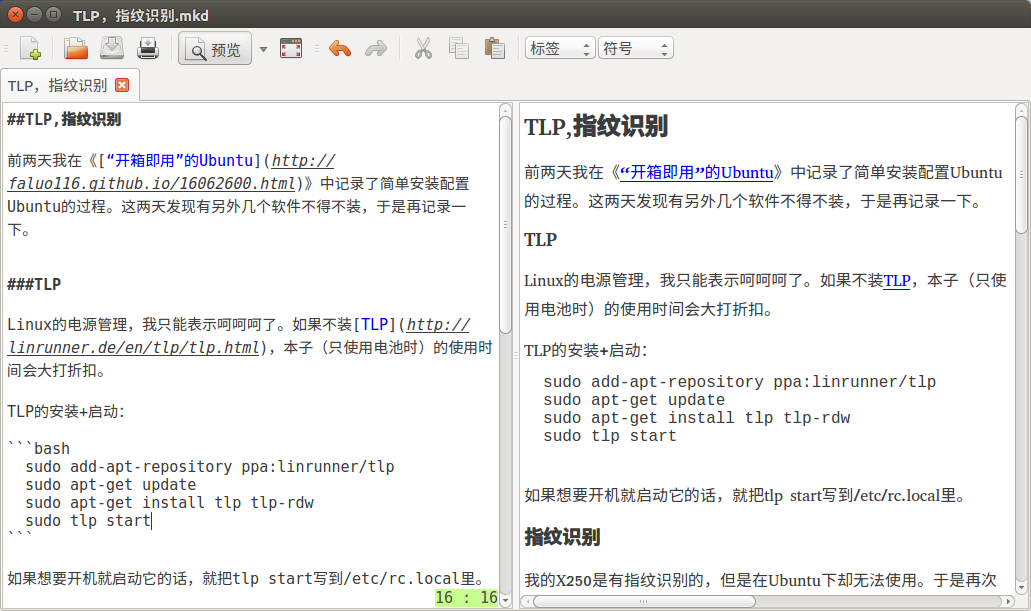 TLP，指纹识别.mkd
预览
标签
符号
TLP，指纹识别
##TLP,指纹识别
前两天我在《[“开箱即用”的Ubuntu](http://
faluo116.github.io/16062600.html)》中记录了简单安装配置
Ubuntu的过程。这两天发现有另外几个软件不得不装，于是再记录一
下。
###TLP
Linux的电源管理，我只能表示呵呵呵了。如果不装[TLP](http://
linrunner.de/en/tlp/tlp.html)，本子（只使用电池时）的使用时
间会大打折扣。
TLP的安装+启动：
```bash
sudo add-apt-repository ppa:linrunner/tlp
sudo apt-get update
sudo apt-get install tlp tlp-rdw
sudo tlp start
```
如果想要开机就启动它的话，就把tlp start写到/etc/rc.local里。
16 : 16
TLP,指纹识别
前两天我在《“开箱即用”的Ubuntu》中记录了简单安装配置Ubuntu
的过程。这两天发现有另外几个软件不得不装，于是再记录一下。
TLP
Linux的电源管理，我只能表示呵呵呵了。如果不装TLP，本子（只使
用电池时）的使用时间会大打折扣。
TLP的安装+启动：
sudo add-apt-repository ppa:linrunner/tlp
sudo apt-get update
sudo apt-get install tlp tlp-rdw
sudo tlp start
如果想要开机就启动它的话，就把tlp start写到/etc/rc.local里。
指纹识别
我的X250是有指纹识别的，但是在Ubuntu下却无法使用。于是再次